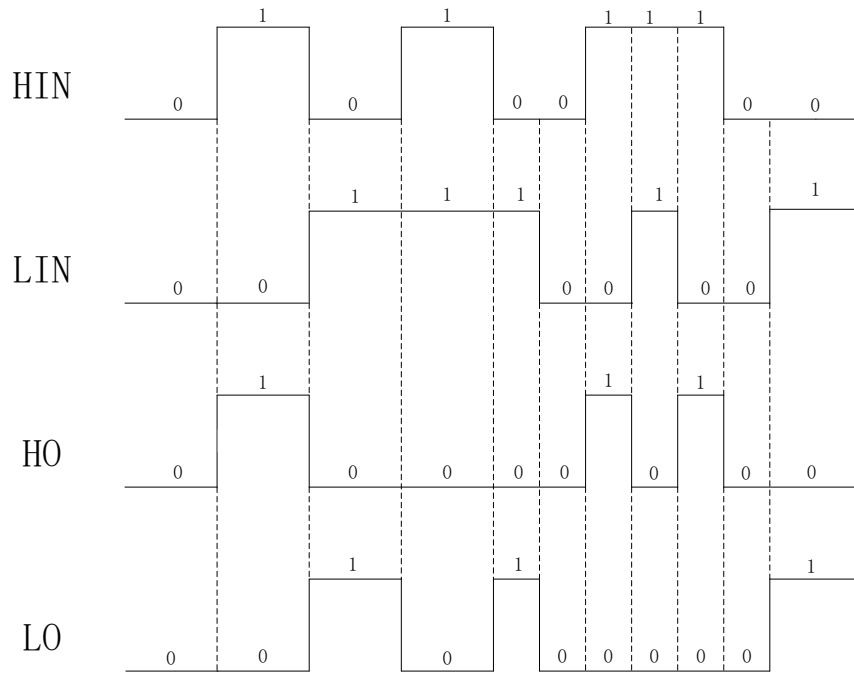 1 1 1 1 1
HIN 0 0 0 0 0 0
1 1 1 1 1
LIN 0 0 0 0 0 0
1 1 1
HO 0 0 0 0 0 0 0 0
1 1 1
LO 0 0 0 0 0 0 0 0